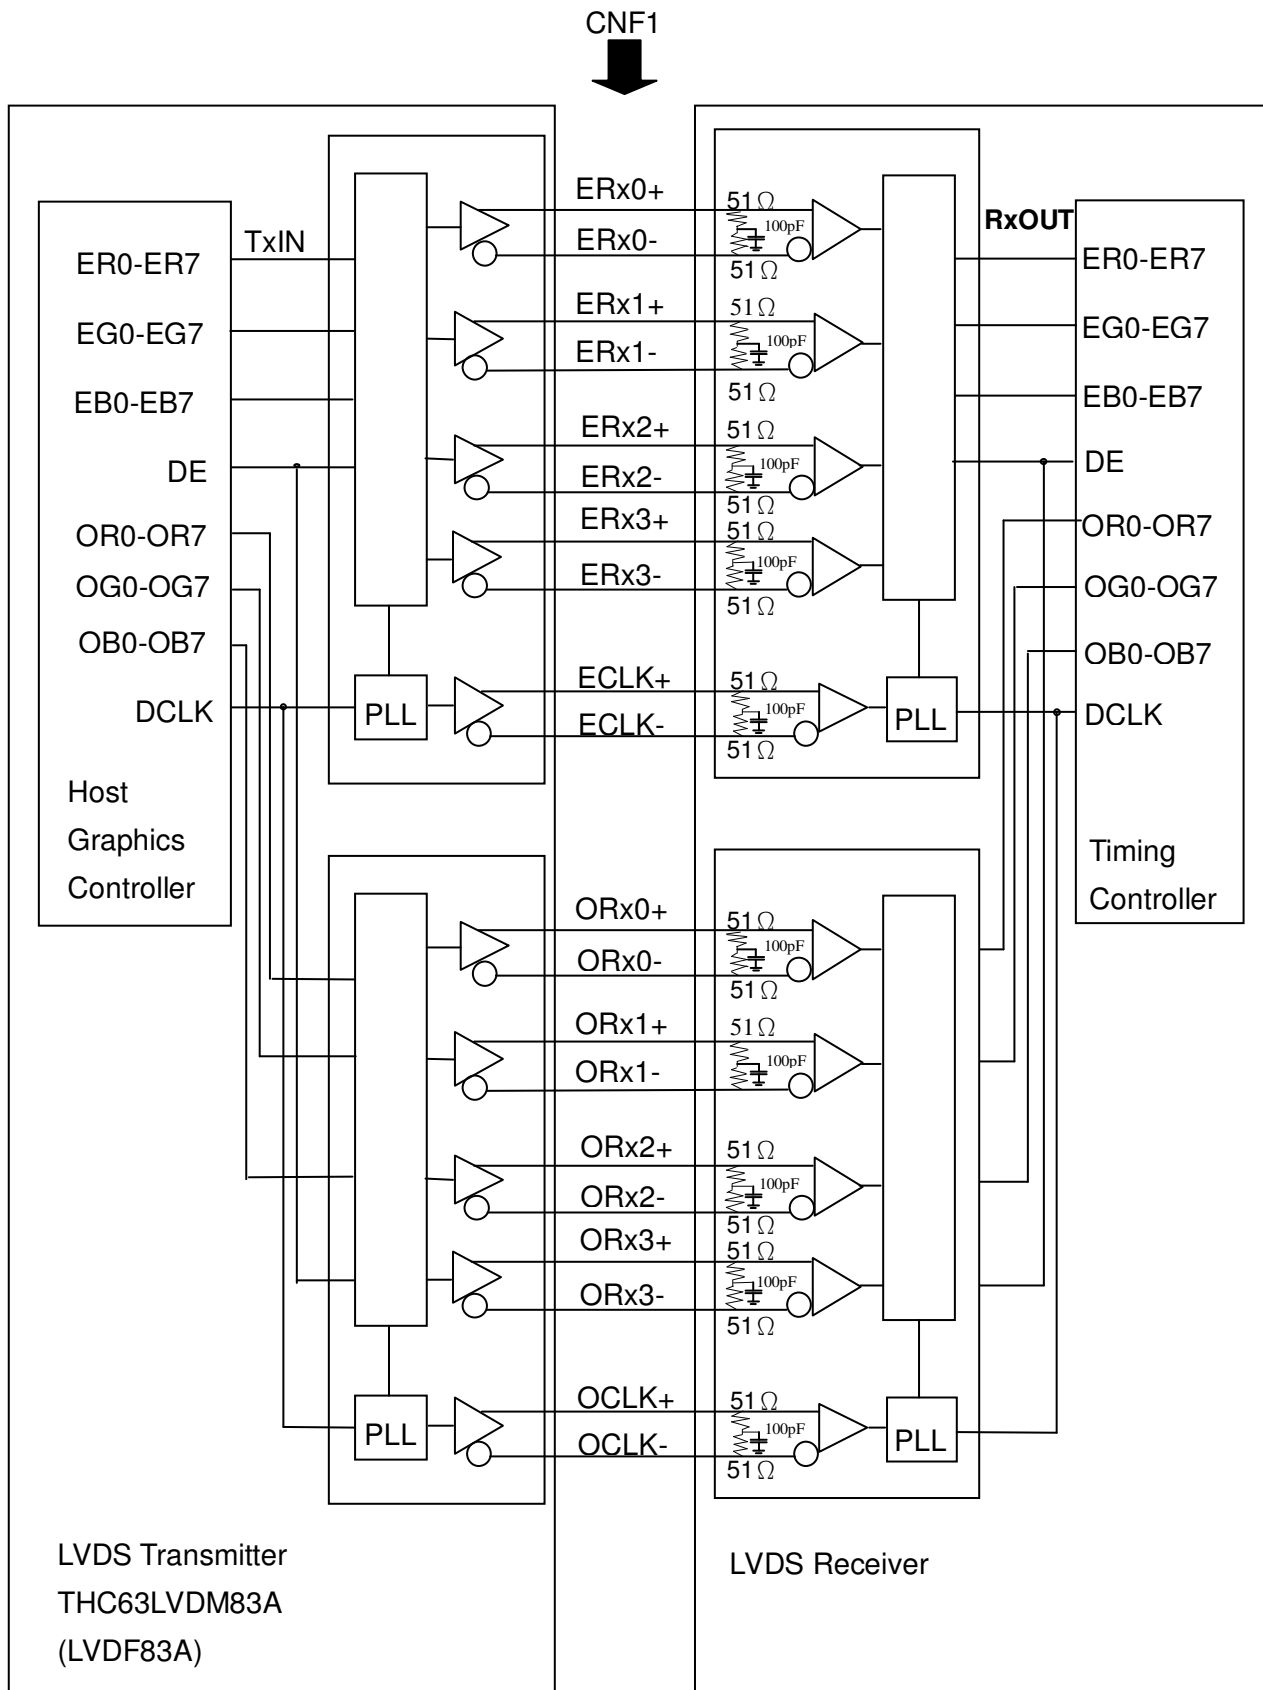 CNF1
TxIN
ER0-ER7
EG0-EG7
EB0-EB7
DE
OR0-OR7
OG0-OG7
OB0-OB7
DCLK
Host
Graphics
Controller
PLL
ERx0+
ERx0-
ERx1+
ERx1-
ERx2+
ERx2-
ERx3+
ERx3-
ECLK+
ECLK-
51Ω
100pF
51Ω
51Ω
100pF
51Ω
51Ω
100pF
51Ω
51Ω
100pF
51Ω
51Ω
100pF
51Ω
PLL
RxOUT
ER0-ER7
EG0-EG7
EB0-EB7
DE
OR0-OR7
OG0-OG7
OB0-OB7
DCLK
Timing
Controller
PLL
ORx0+
ORx0-
ORx1+
ORx1-
ORx2+
ORx2-
ORx3+
ORx3-
OCLK+
OCLK-
51Ω
100pF
51Ω
51Ω
100pF
51Ω
100pF
51Ω
51Ω
100pF
51Ω
51Ω
100pF
51Ω
PLL
LVDS Transmitter
THC63LVDM83A
(LVDF83A)
LVDS Receiver